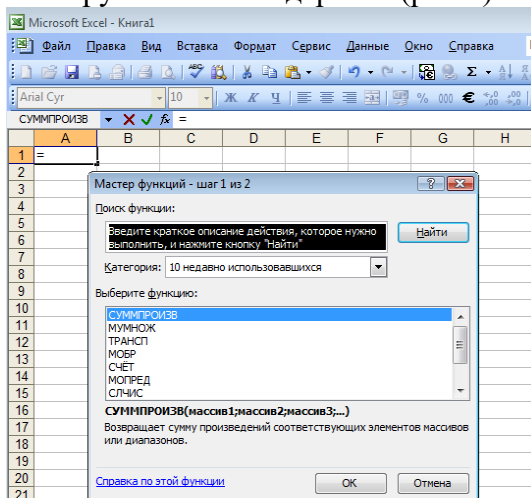 Microsoft Excel - Книга1
Файл Правка Вид Вставка Формат Сервис Данные Окно Справка
Arial Cyr 10 Ж К Ч % 000 €
СУММПРОИЗВ fx =
A B C D E F G H
1 =
2
3
4
5
6
7
8
9
10
11
12
13
14
15
16
17
18
19
20
21
Мастер функций - шаг 1 из 2
Поиск функции:
Введите краткое описание действия, которое нужно
выполнить, и нажмите кнопку "Найти"
Найти
Категория: 10 недавно использовавшихся
Выберите функцию:
СУММПРОИЗВ
МУМНОЖ
ТРАНСП
МОБР
СЧЁТ
МОПРЕД
СЛЧИС
СУММПРОИЗВ(массив1;массив2;массив3;...)
Возвращает сумму произведений соответствующих элементов массивов
или диапазонов.
Справка по этой функции
ОК Отмена